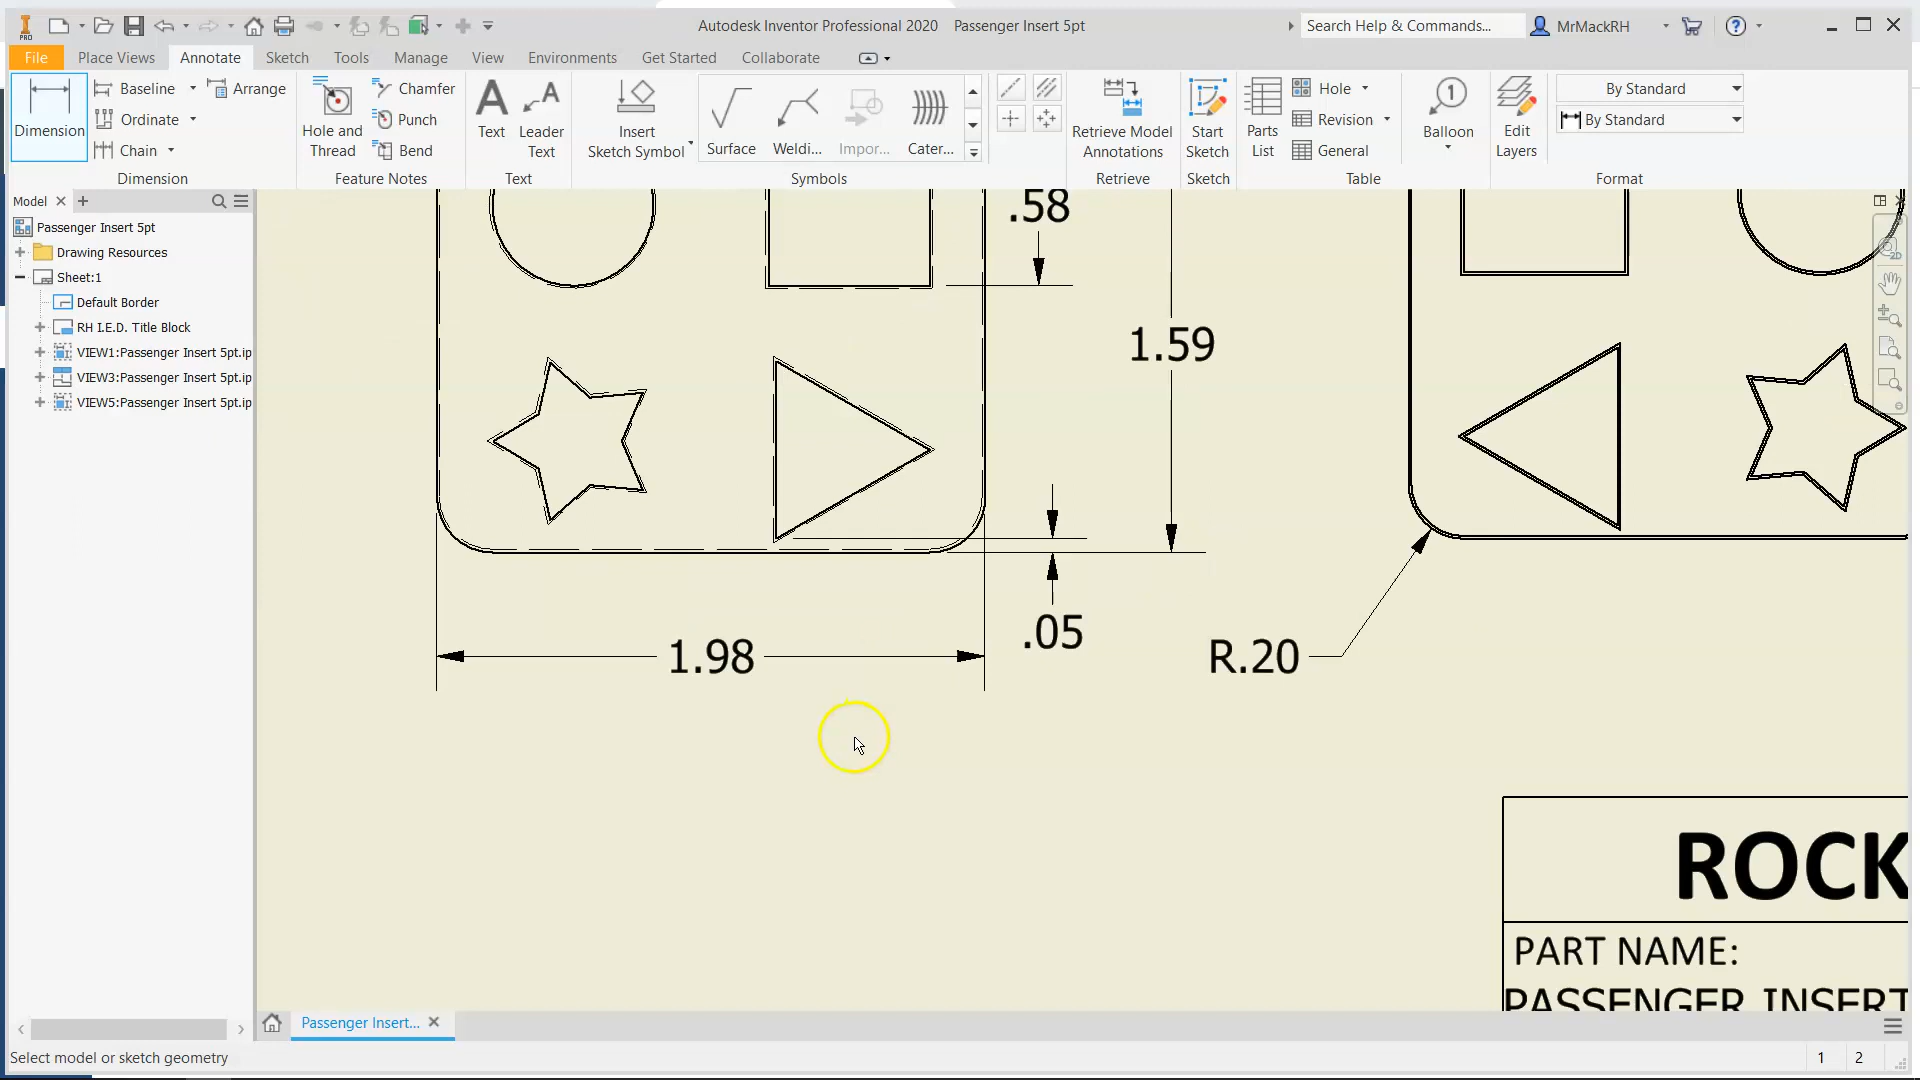 Autodesk Inventor Professional 2020 Passenger Insert 5pt
Search Help & Commands...
MrMackRH
File Place Views Annotate Sketch Tools Manage View Environments Get Started Collaborate
Dimension
Baseline
Ordinate
Chain
Arrange
Dimension
Hole and Thread
Chamfer
Punch
Bend
Feature Notes
Text
Leader Text
Text
Insert Sketch Symbol
Surface
Weldi...
Impor...
Cater...
Symbols
Retrieve Model Annotations
Retrieve
Start Sketch
Sketch
Parts List
Hole
Revision
General
Table
Balloon
Edit Layers
By Standard
By Standard
Format
Model
Passenger Insert 5pt
Drawing Resources
Sheet:1
Default Border
RH I.E.D. Title Block
VIEW1:Passenger Insert 5pt.ip
VIEW3:Passenger Insert 5pt.ip
VIEW5:Passenger Insert 5pt.ip
.58
1.59
.05
1.98
R.20
ROCK
PART NAME:
PASSENGER INSERT
Passenger Insert...
Select model or sketch geometry
1 2